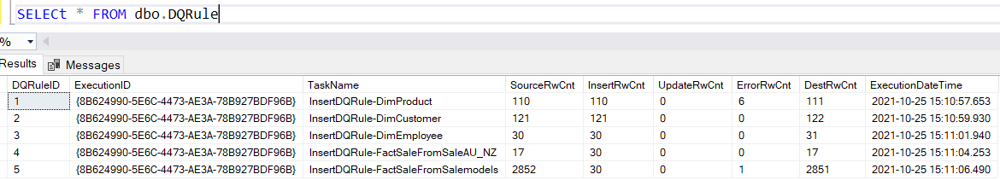 SELECt * FROM dbo.DQRule
%
Results Messages
DQRuleID ExecutionID TaskName SourceRwCnt InsertRwCnt UpdateRwCnt ErrorRwCnt DestRwCnt ExecutionDateTime
1 {8B624990-5E6C-4473-AE3A-78B927BDF96B} InsertDQRule-DimProduct 110 110 0 6 111 2021-10-25 15:10:57.653
2 {8B624990-5E6C-4473-AE3A-78B927BDF96B} InsertDQRule-DimCustomer 121 121 0 0 122 2021-10-25 15:10:59.930
3 {8B624990-5E6C-4473-AE3A-78B927BDF96B} InsertDQRule-DimEmployee 30 30 0 0 31 2021-10-25 15:11:01.940
4 {8B624990-5E6C-4473-AE3A-78B927BDF96B} InsertDQRule-FactSaleFromSaleAU_NZ 17 30 0 0 17 2021-10-25 15:11:04.253
5 {8B624990-5E6C-4473-AE3A-78B927BDF96B} InsertDQRule-FactSaleFromSalemodels 2852 30 0 1 2851 2021-10-25 15:11:06.490